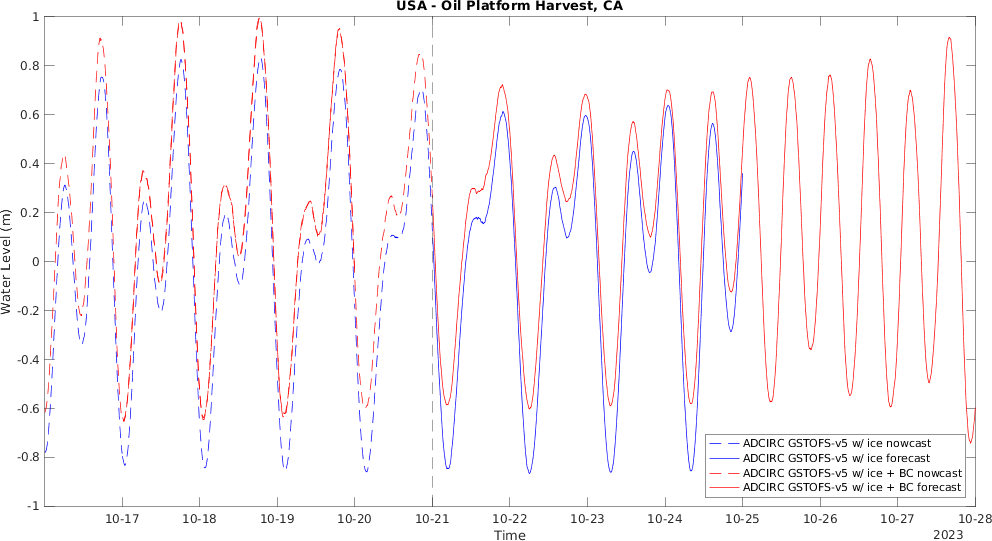 USA - Oil Platform Harvest, CA
Water Level (m)
1
0.8
0.6
0.4
0.2
0
-0.2
-0.4
-0.6
-0.8
-1
ADCIRC GSTOFS-v5 w/ ice nowcast
ADCIRC GSTOFS-v5 w/ ice forecast
ADCIRC GSTOFS-v5 w/ ice + BC nowcast
ADCIRC GSTOFS-v5 w/ ice + BC forecast
10-17 10-18 10-19 10-20 10-21 10-22 10-23 10-24 10-25 10-26 10-27 10-28
Time
2023